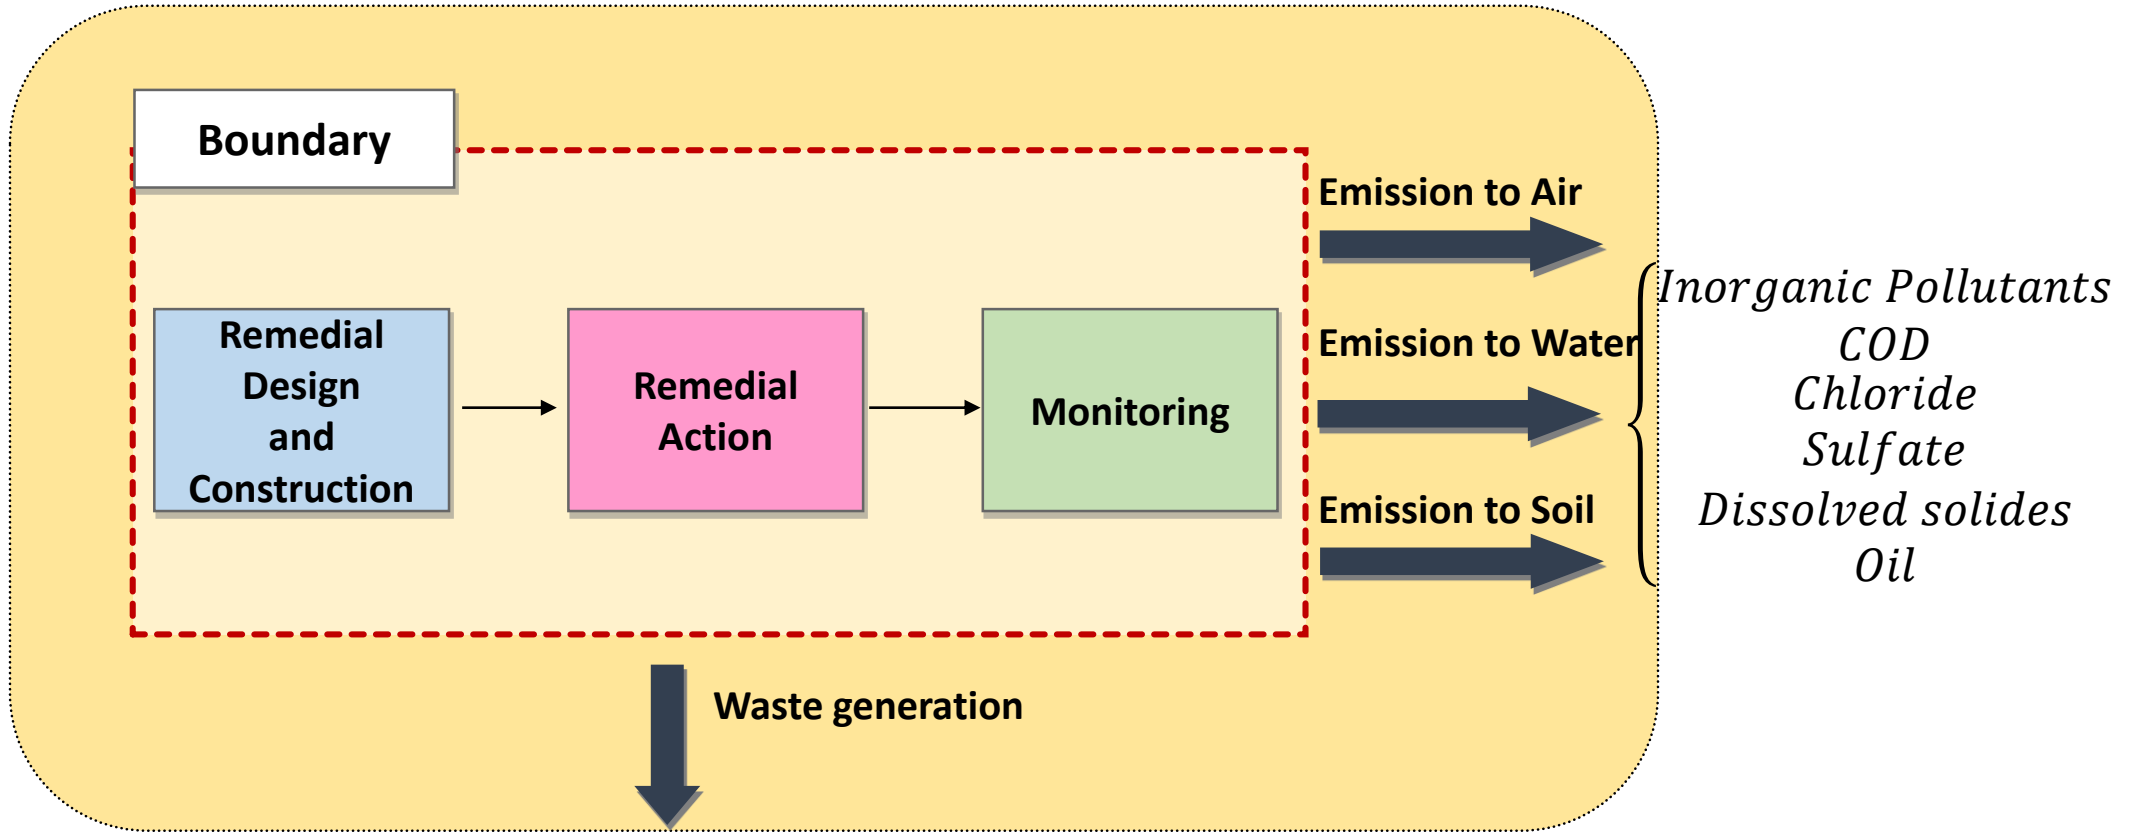 Boundary
Remedial
Design
and
Construction
Remedial
Action
Monitoring
Emission to Air
Emission to Water
Emission to Soil
Inorganic Pollutants
COD
Chloride
Sulfate
Dissolved solides
Oil
Waste generation